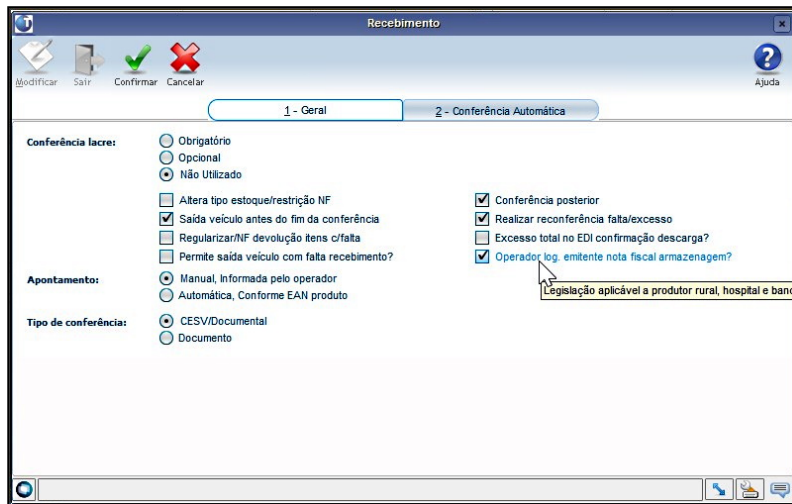 Recebimento
Modificar Sair Confirmar Cancelar Ajuda
1 - Geral 2 - Conferência Automática
Conferência lacre: Obrigatório
Opcional
Não Utilizado
Altera tipo estoque/restrição NF Conferência posterior
Saída veículo antes do fim da conferência Realizar reconferência falta/excesso
Regularizar/NF devolução itens c/falta Excesso total no EDI confirmação descarga?
Permite saída veículo com falta recebimento? Operador log. emitente nota fiscal armazenagem?
Apontamento: Manual, Informada pelo operador
Legislação aplicável a produtor rural, hospital e banc
Automática, Conforme EAN produto
Tipo de conferência: CESV/Documental
Documento